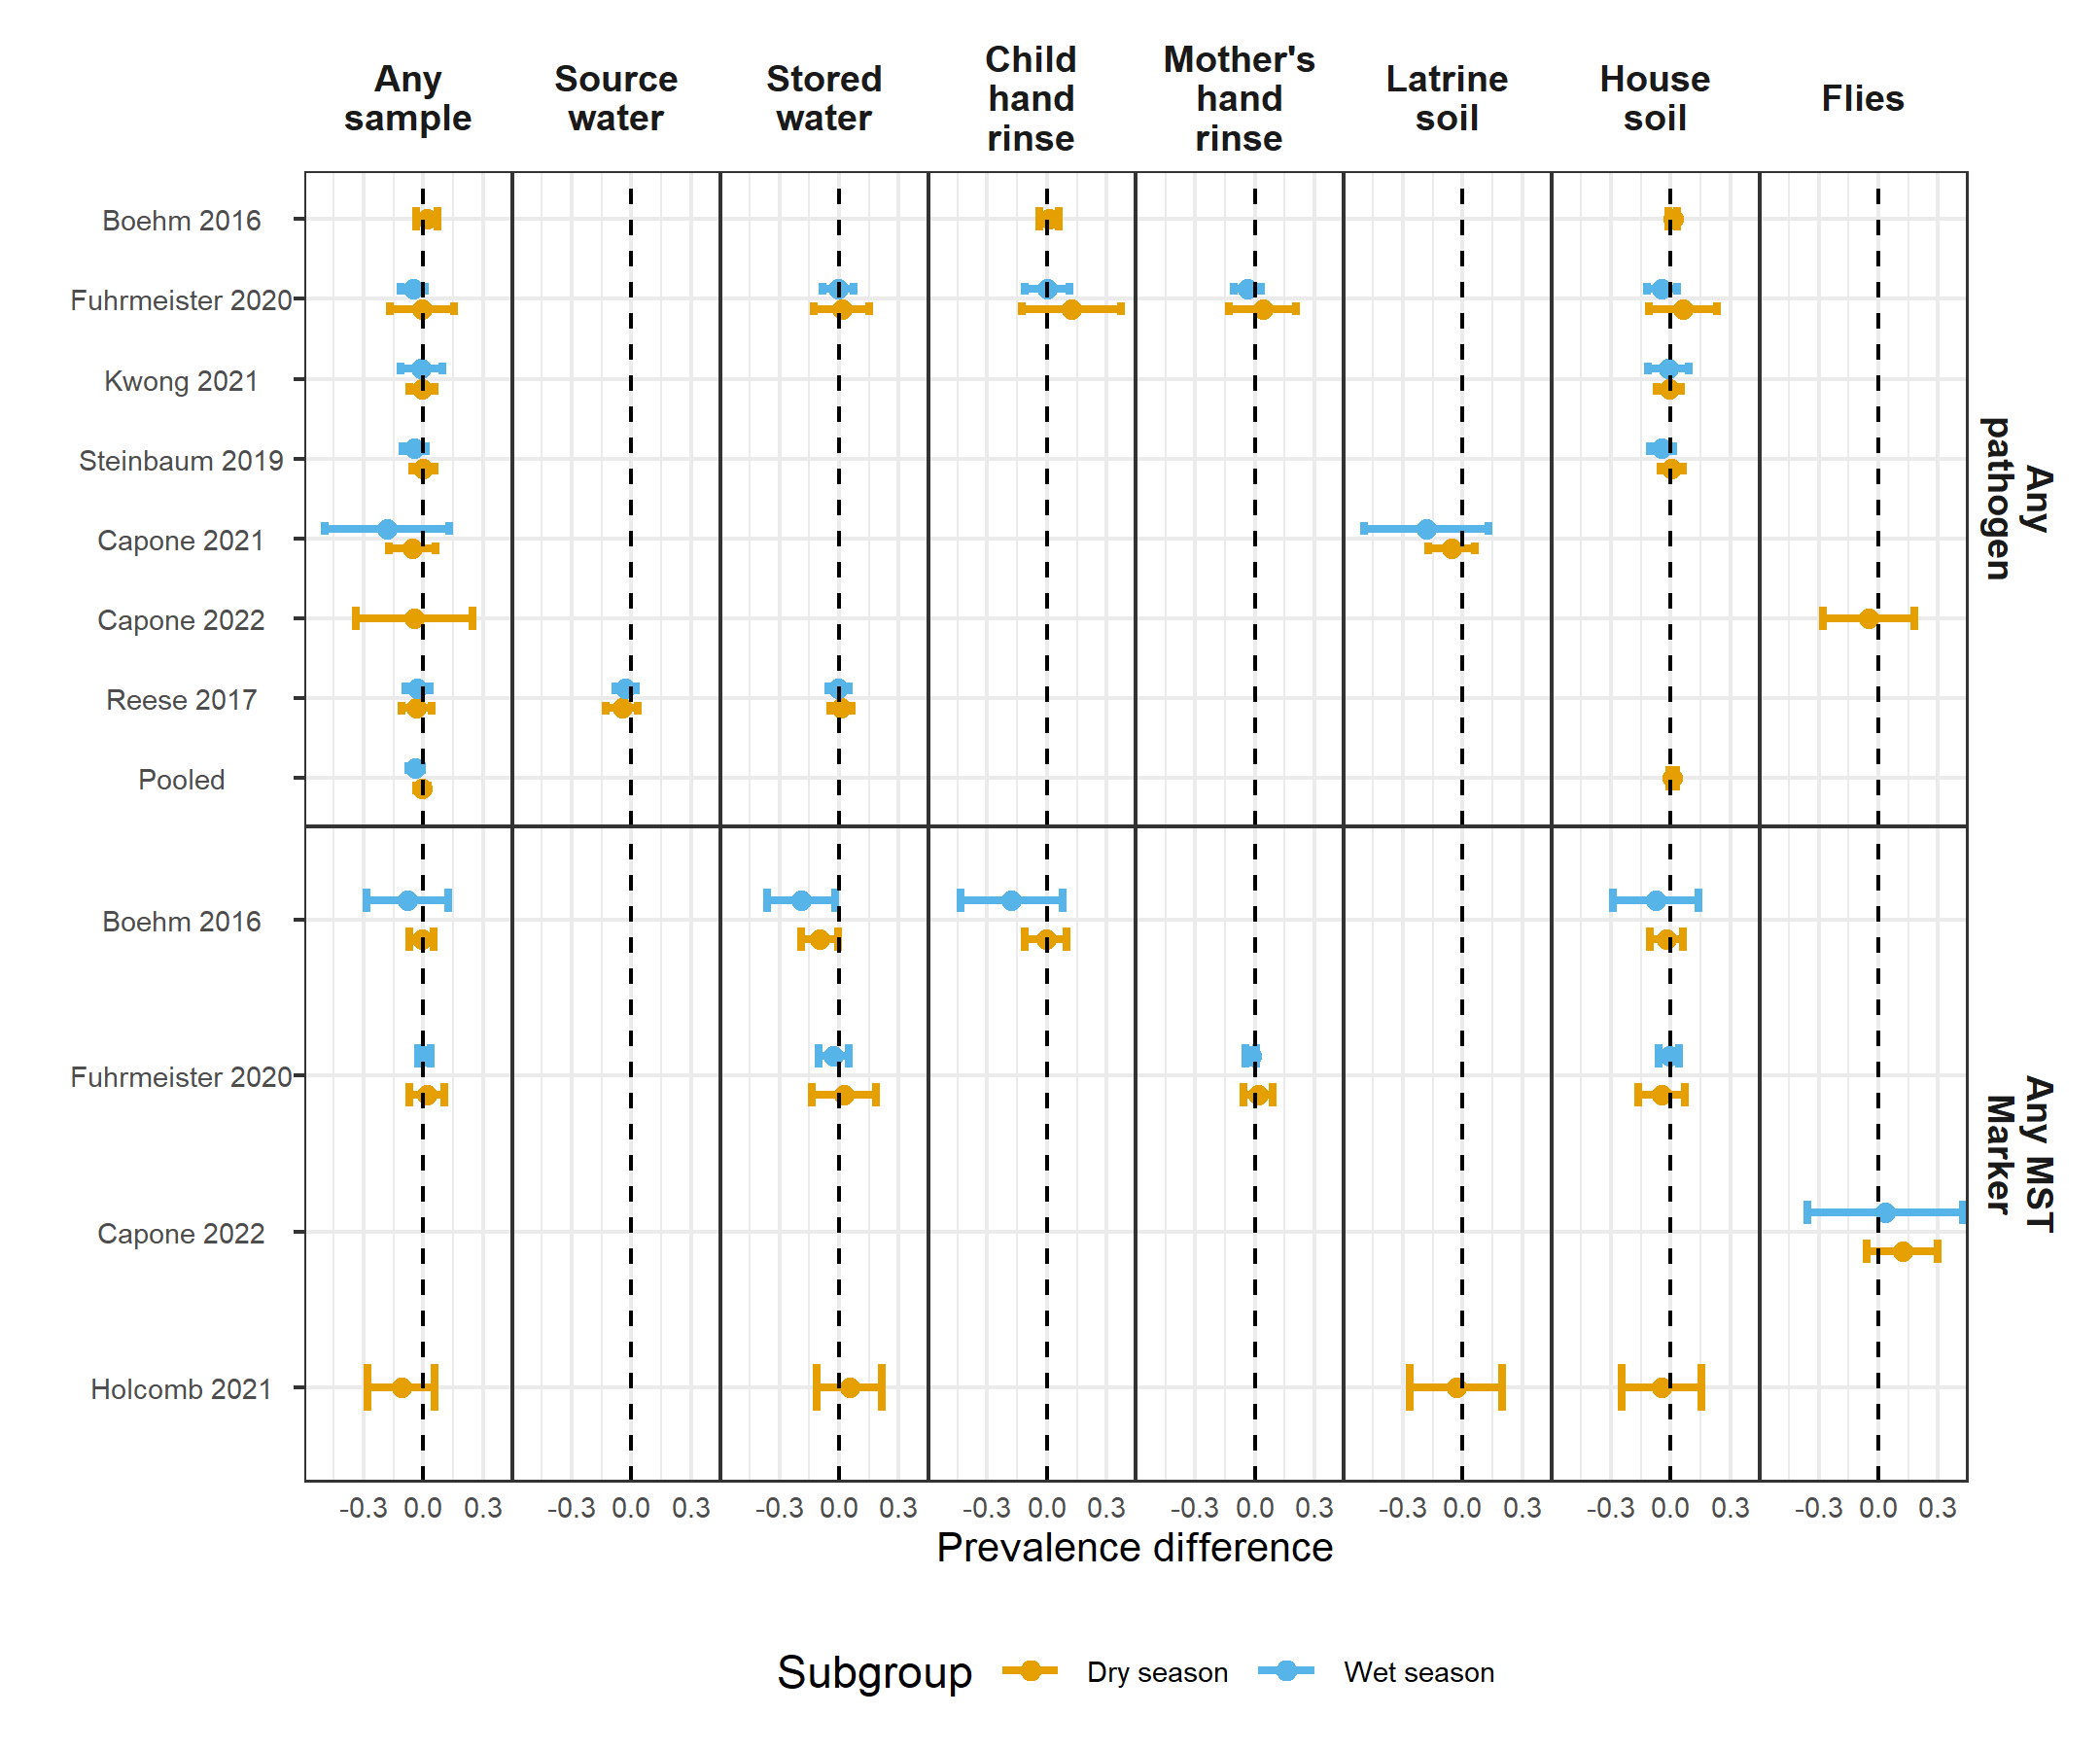 Any
sample
Source
water
Stored
water
Child
hand
rinse
Mother's
hand
rinse
Latrine
soil
House
soil
Flies
Boehm 2016
Fuhrmeister 2020
Kwong 2021
Steinbaum 2019
Capone 2021
Capone 2022
Reese 2017
Pooled
Any
pathogen
Boehm 2016
Fuhrmeister 2020
Capone 2022
Holcomb 2021
Any MST
Marker
-0.3 0.0 0.3 -0.3 0.0 0.3 -0.3 0.0 0.3 -0.3 0.0 0.3 -0.3 0.0 0.3 -0.3 0.0 0.3 -0.3 0.0 0.3 -0.3 0.0 0.3
Prevalence difference
Subgroup Dry season Wet season